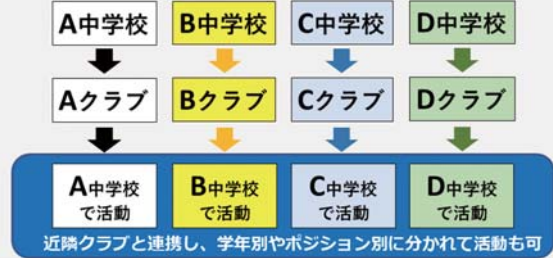 A中学校 B中学校 C中学校 D中学校
Aクラブ Bクラブ Cクラブ Dクラブ
A中学校 B中学校 C中学校 D中学校
で活動 で活動 で活動 で活動
近隣クラブと連携し、学年別やポジション別に分かれて活動も可